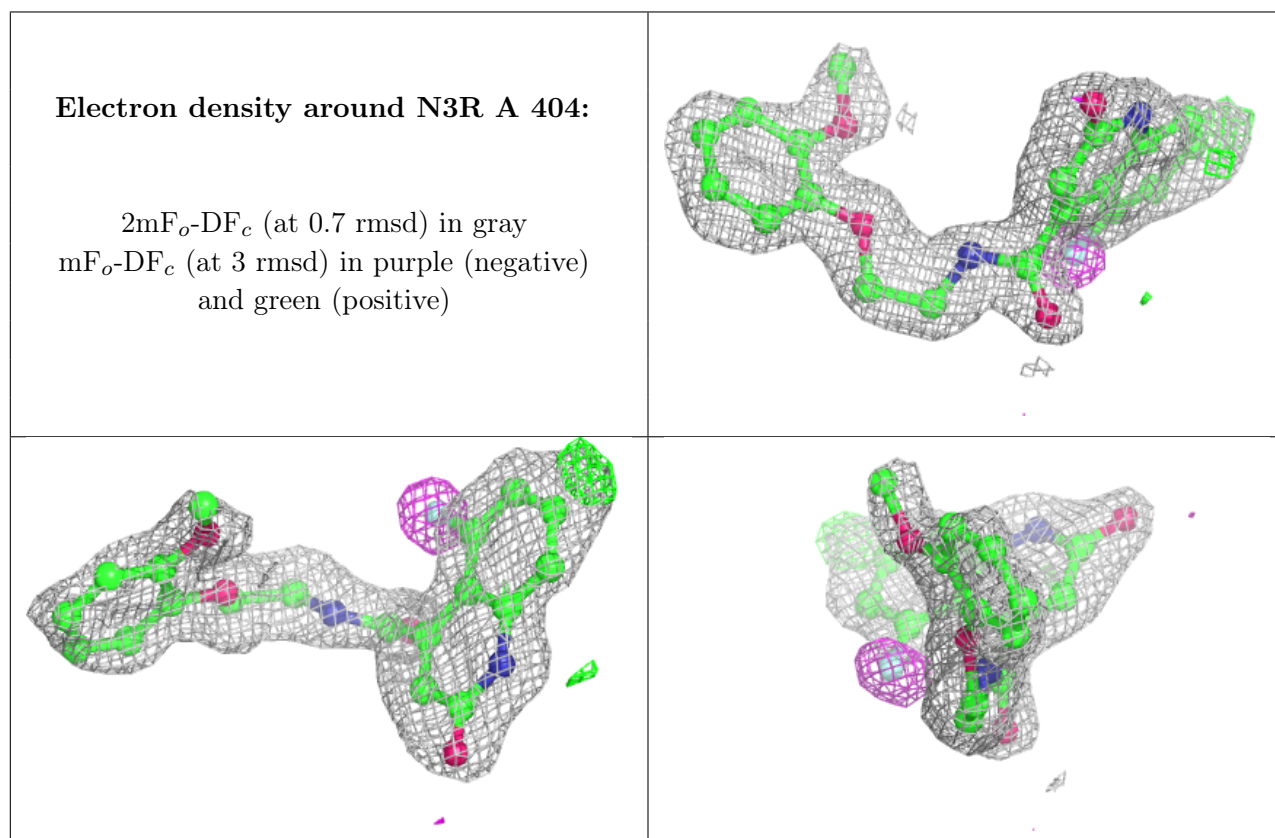 Electron density around N3R A 404:
2mFo-DFc (at 0.7 rmsd) in gray
mFo-DFc (at 3 rmsd) in purple (negative)
and green (positive)